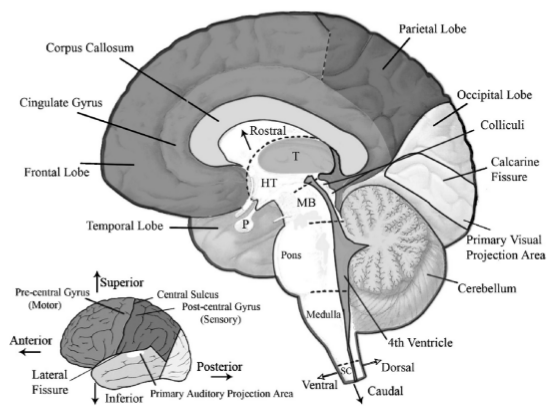 Parietal Lobe
Corpus Callosum
Occipital Lobe
Cingulate Gyrus
Colliculi
Rostral
Frontal Lobe
T
Calcarine
Fissure
HT
MB
Temporal Lobe
P
Primary Visual
Projection Area
Pons
Cerebellum
Superior
Pre-central Gyrus
(Motor)
Central Sulcus
Post-central Gyrus
(Sensory)
Medulla
4th Ventricle
Anterior
Posterior
Lateral
Fissure
Primary Auditory Projection Area
Inferior
SC
Dorsal
Ventral
Caudal